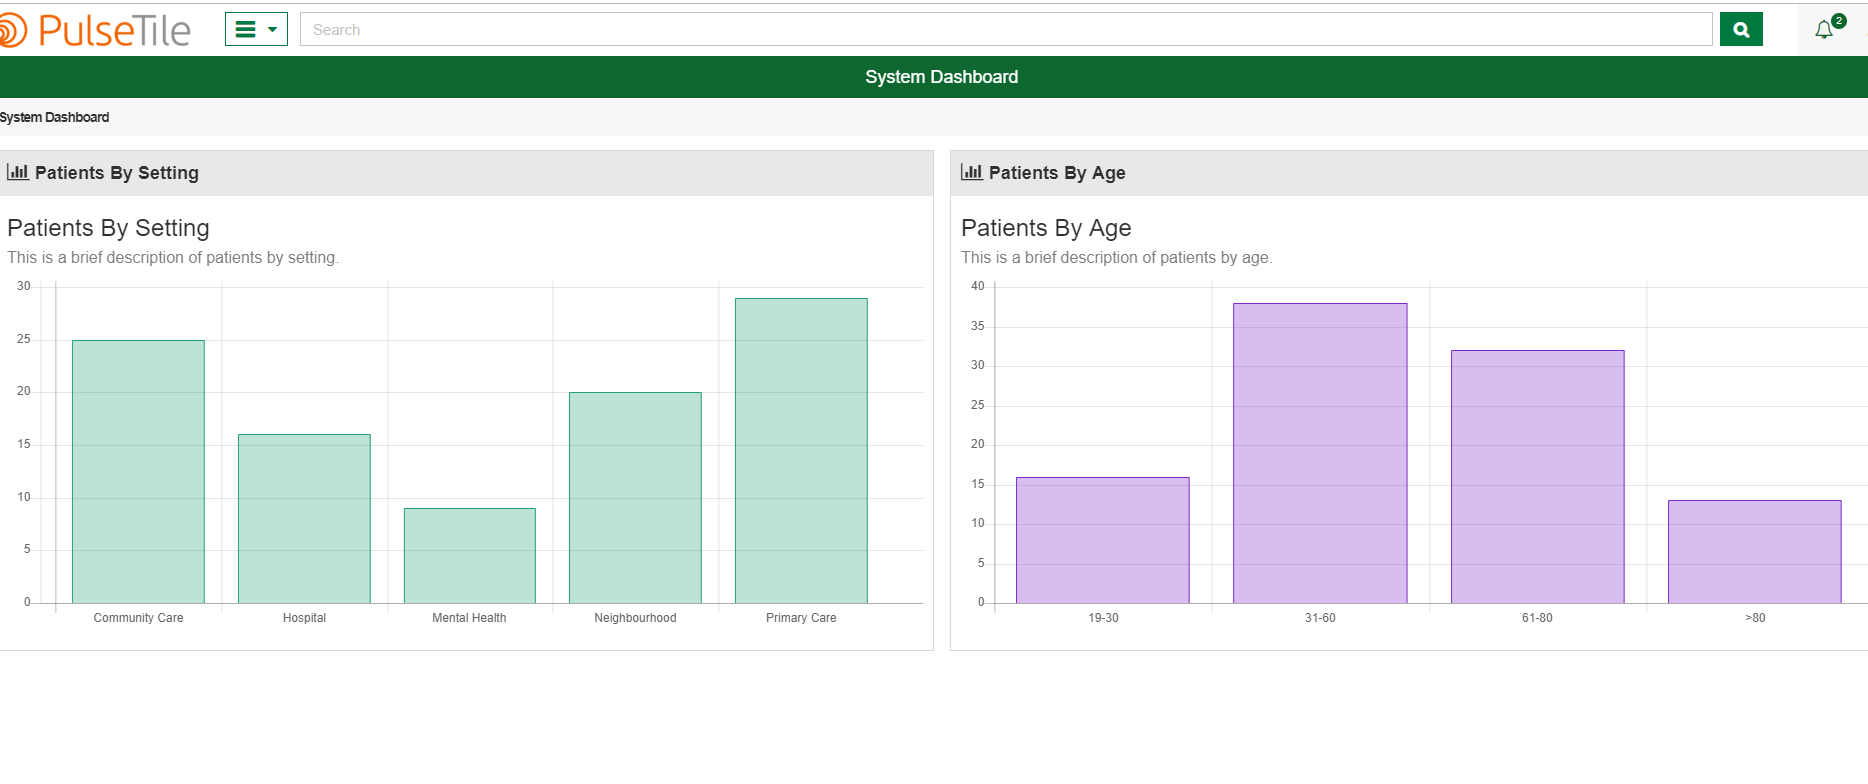 PulseTile
Search
2
System Dashboard
System Dashboard
Patients By Setting
Patients By Setting
This is a brief description of patients by setting.
30
25
20
15
10
5
0
Community Care Hospital Mental Health Neighbourhood Primary Care
Patients By Age
Patients By Age
This is a brief description of patients by age.
40
35
30
25
20
15
10
5
0
19-30 31-60 61-80 >80